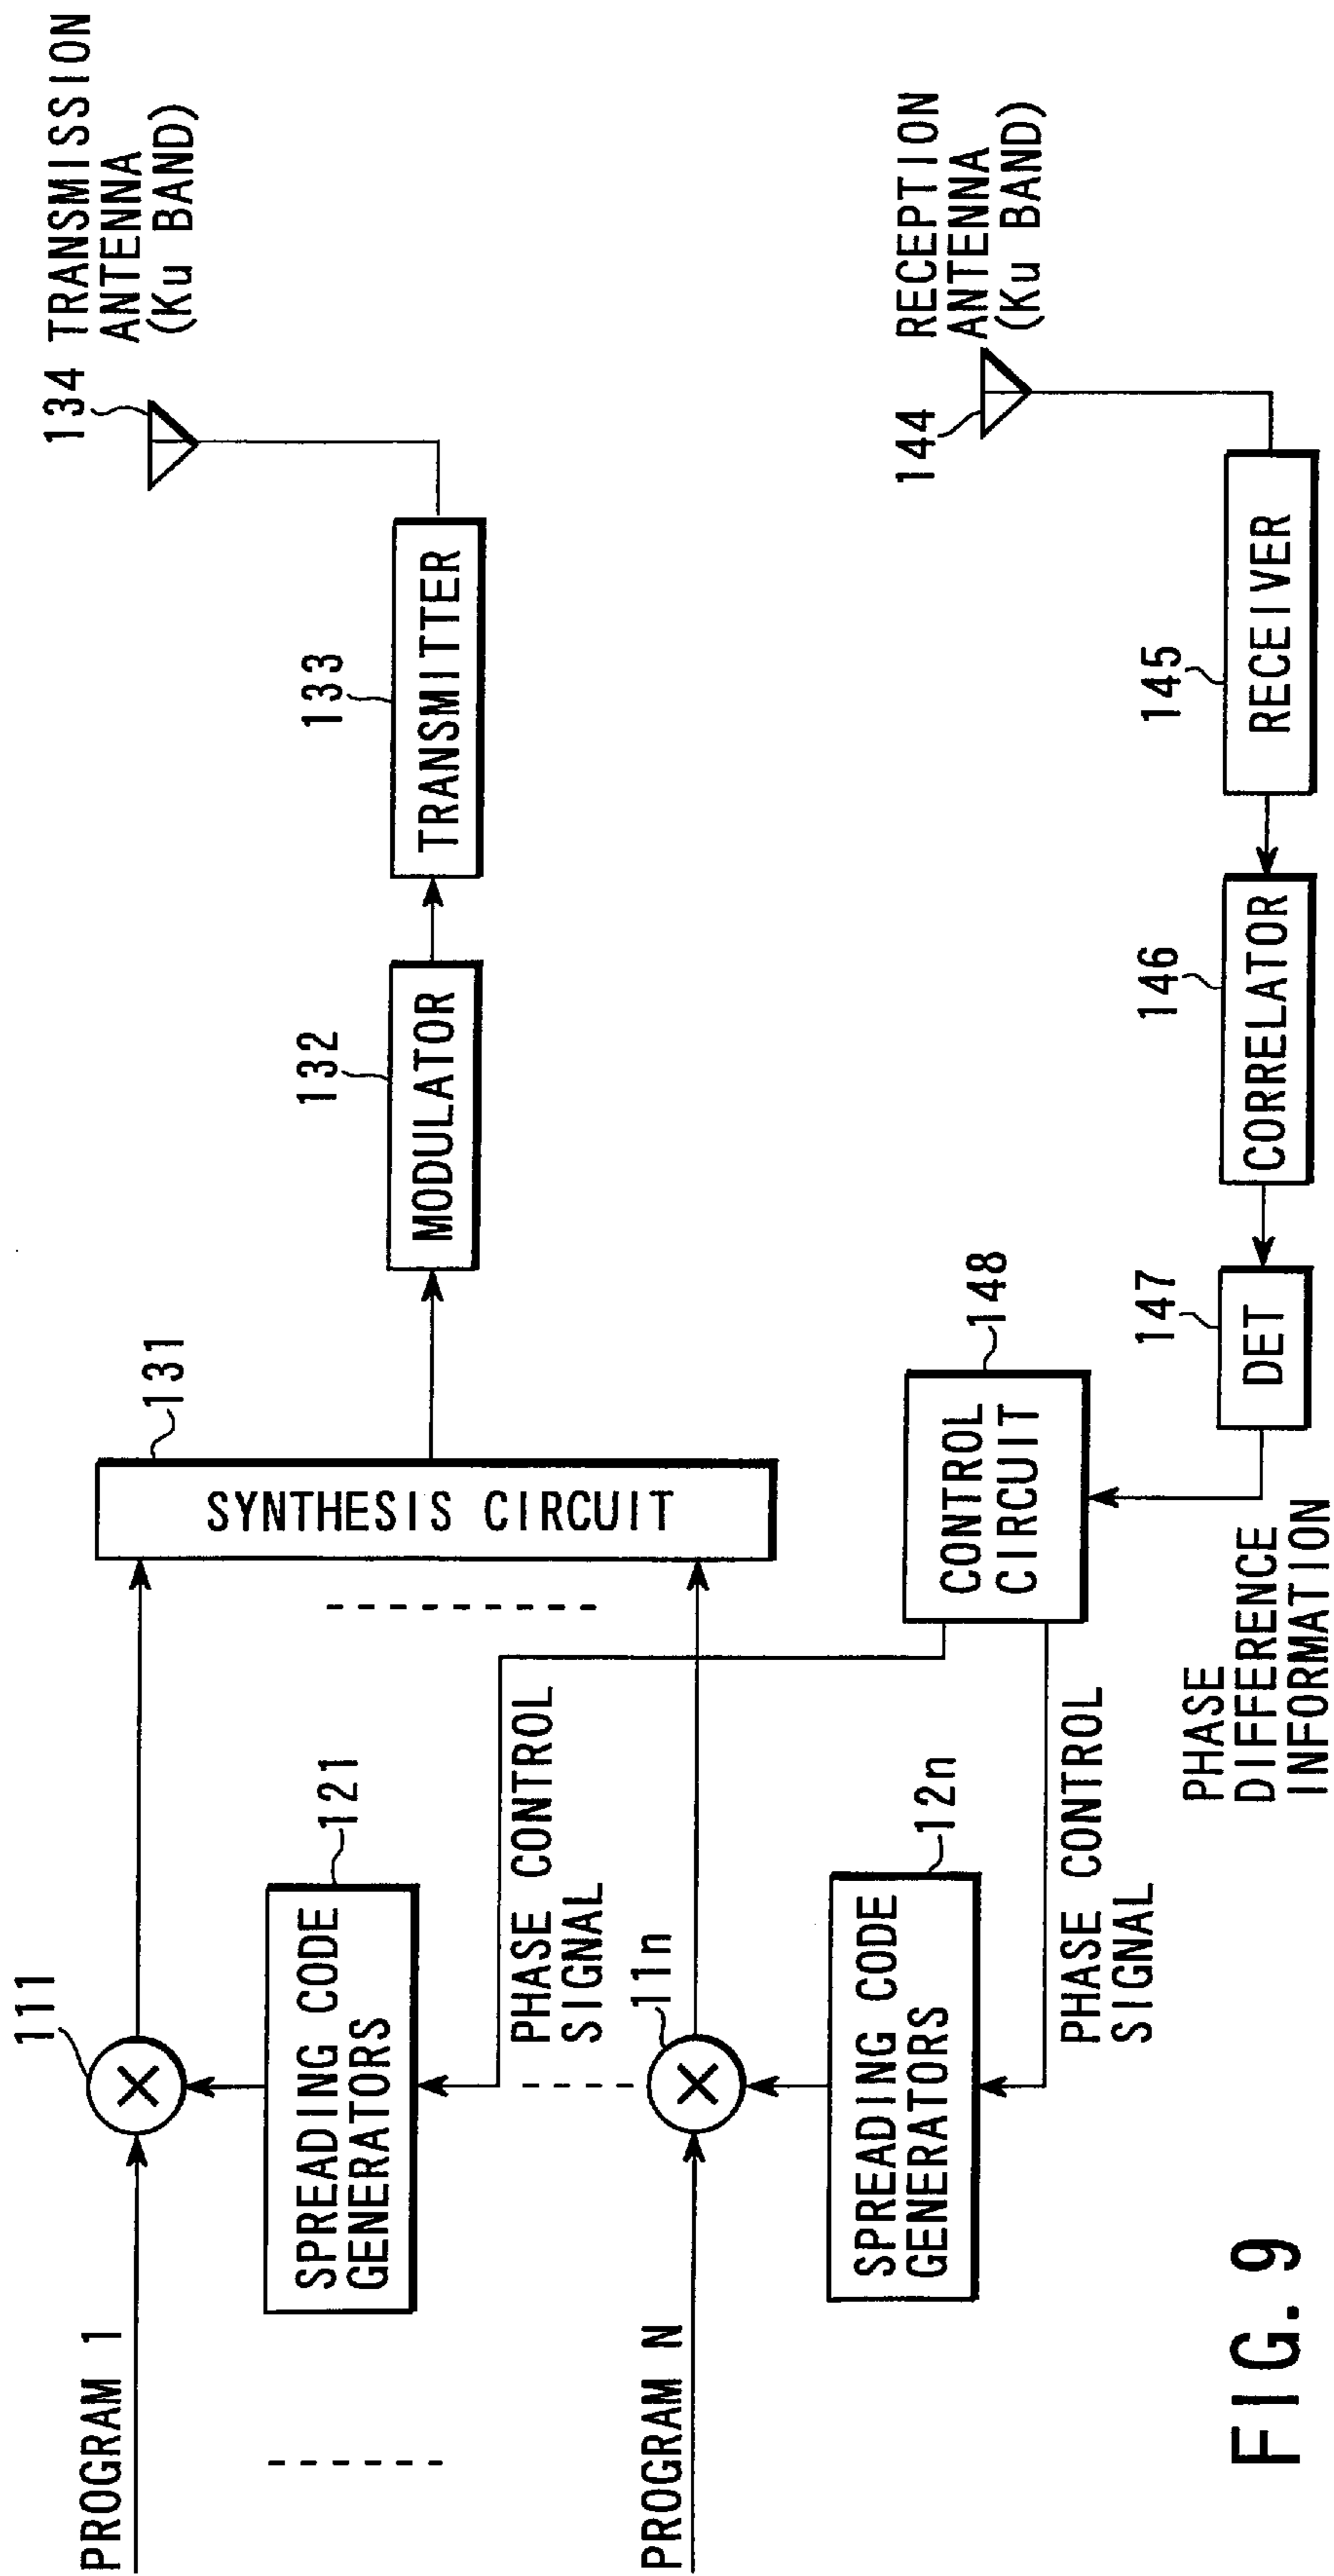 PROGRAM 1
111
SPREADING CODE
GENERATORS
121
PHASE CONTROL
SIGNAL
PROGRAM N
11n
SPREADING CODE
GENERATORS
12n
PHASE CONTROL
SIGNAL
SYNTHESIS CIRCUIT
131
MODULATOR
132
TRANSMITTER
133
134 TRANSMISSION
ANTENNA
(Ku BAND)
144 RECEPTION
ANTENNA
(Ku BAND)
RECEIVER
145
CORRELATOR
146
DET
147
CONTROL
CIRCUIT
148
PHASE
DIFFERENCE
INFORMATION
FIG. 9